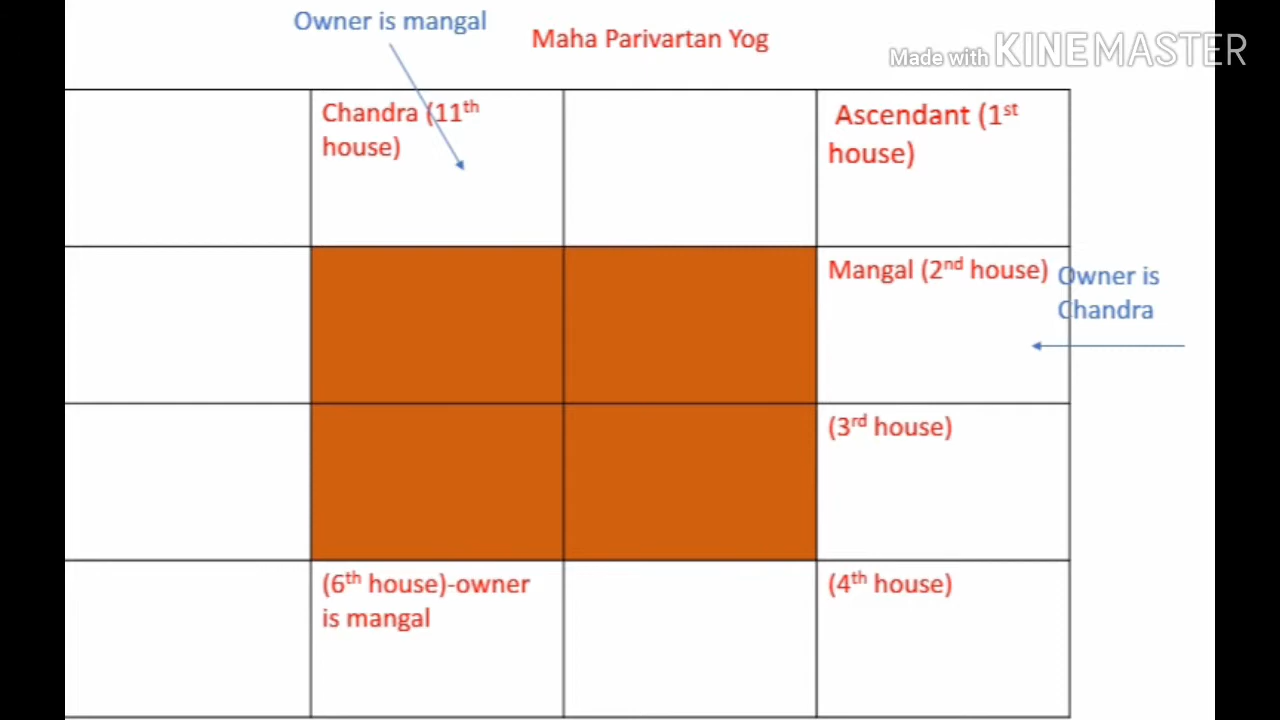 Owner is mangal
Maha Parivartan Yog
Made with KINEMASTER
Chandra (11th
house)
Ascendant (1st
house)
Mangal (2nd house)
Owner is
Chandra
(3rd house)
(6th house)-owner
is mangal
(4th house)